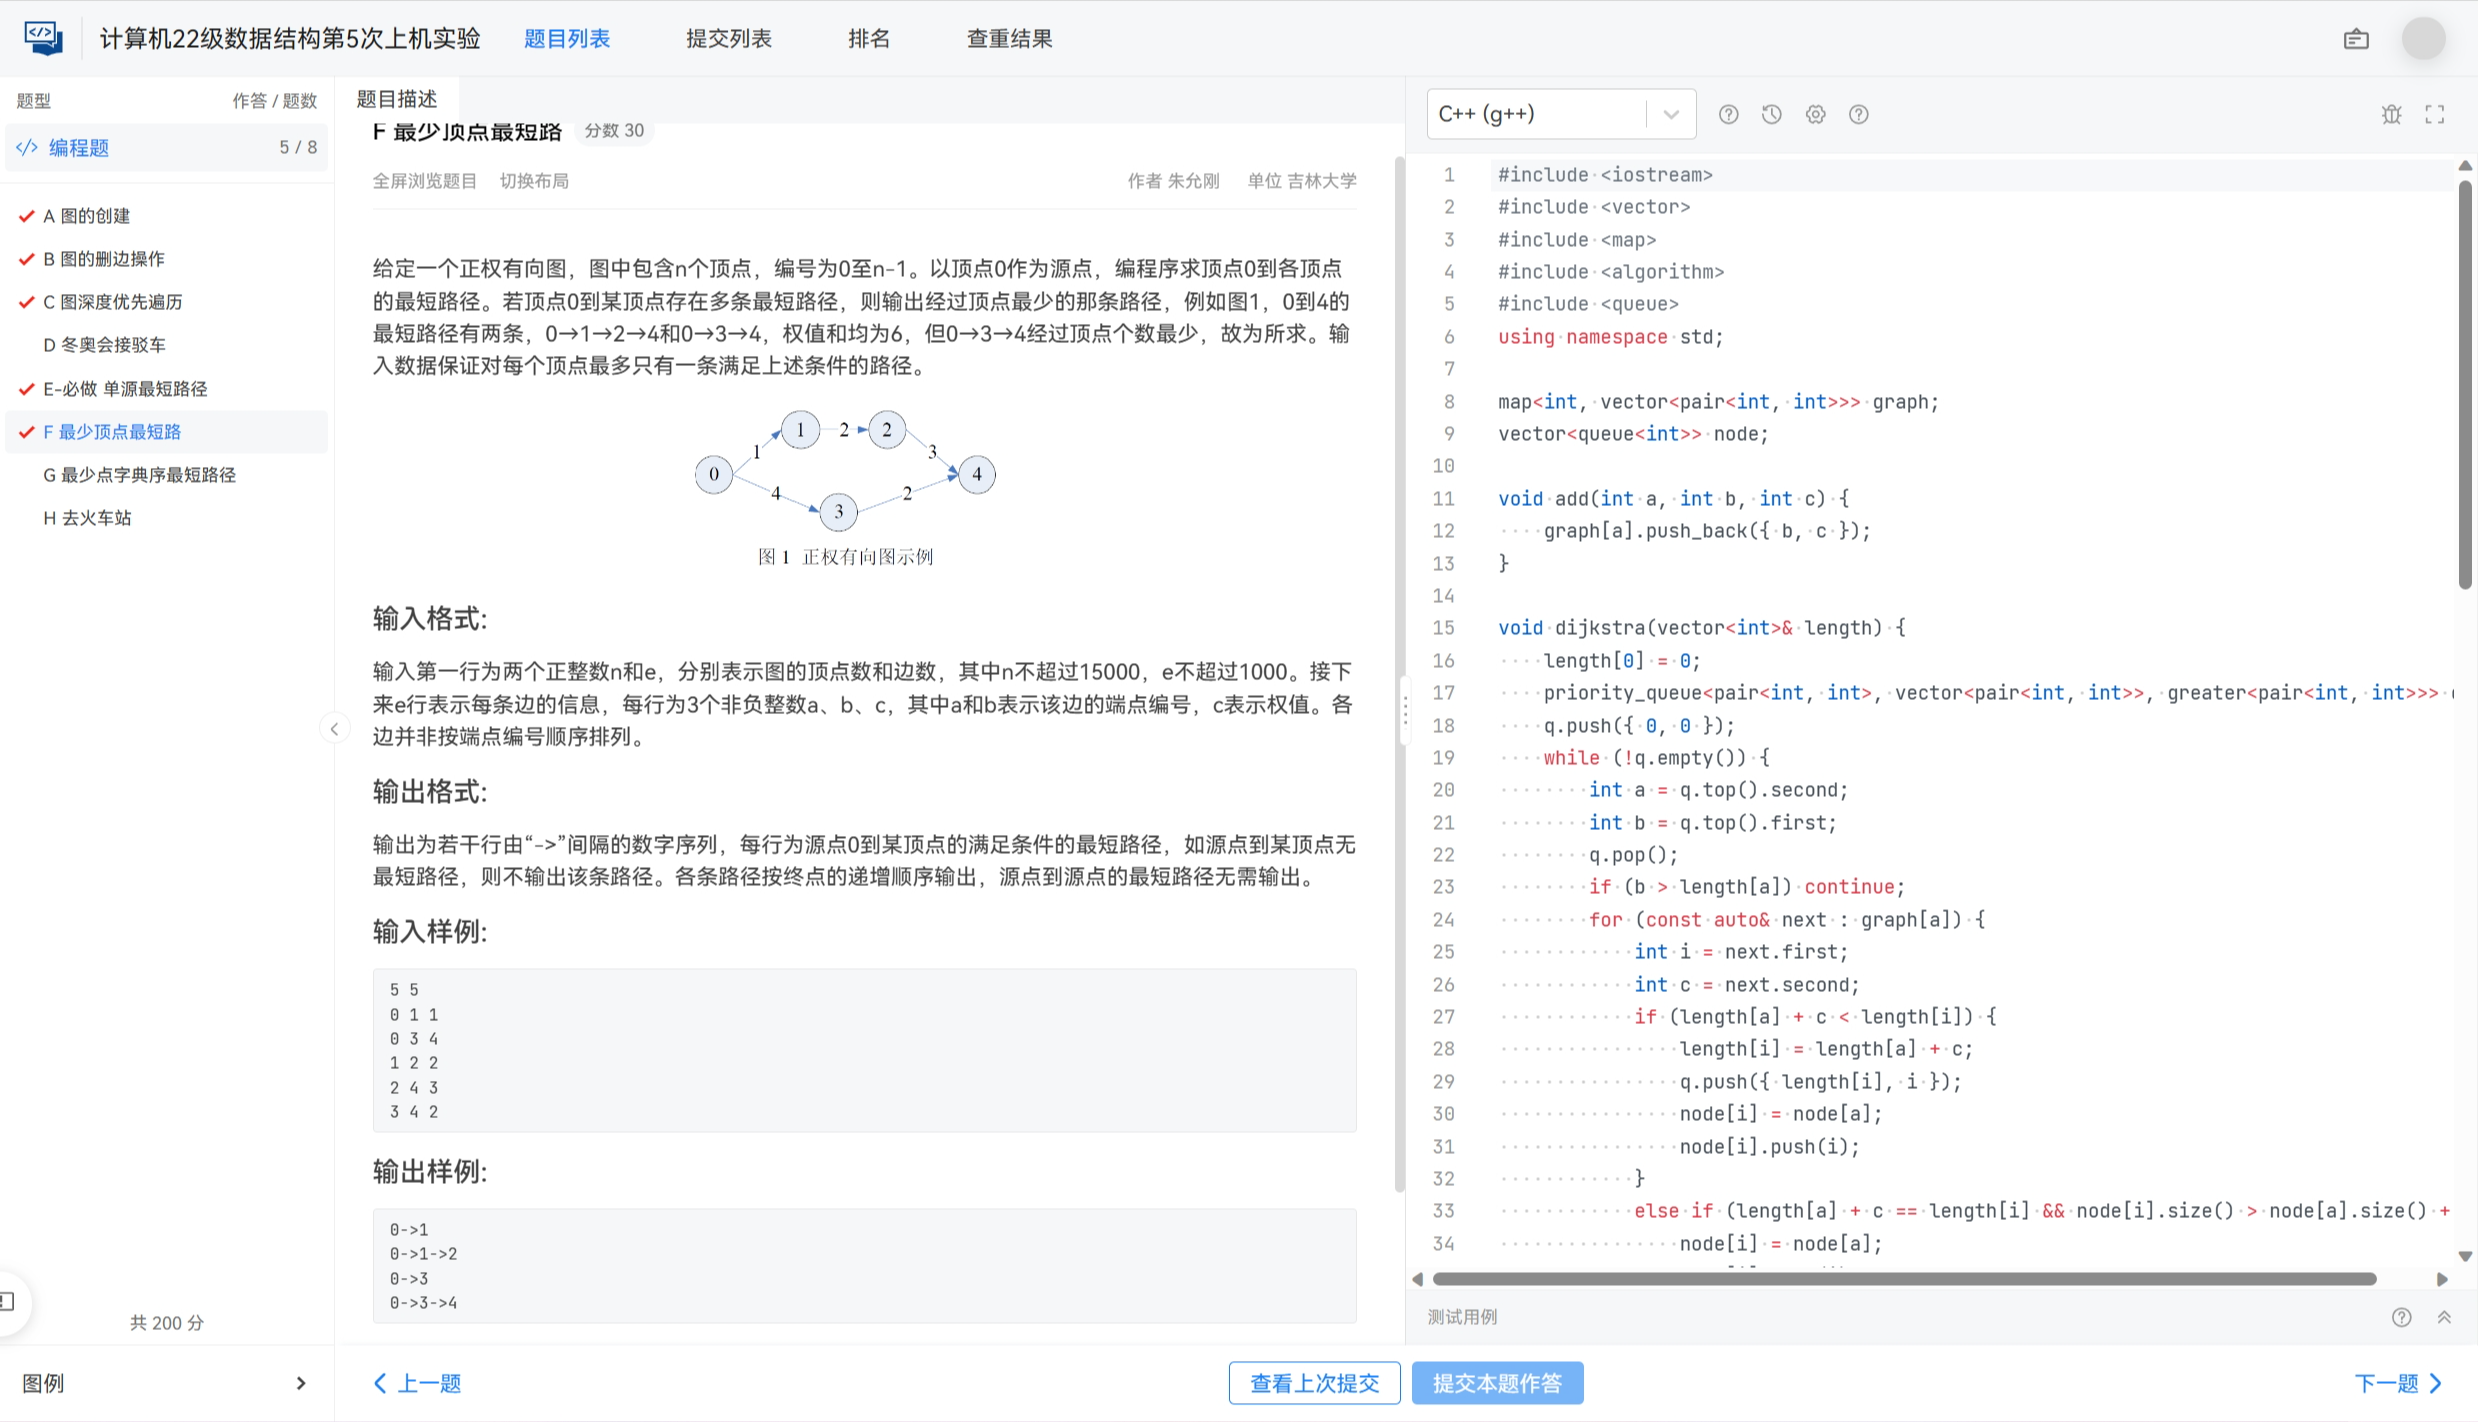 计算机22级数据结构第5次上机实验 题目列表 提交列表 排名 查重结果
题型 作答 / 题数
编程题 5 / 8
A 图的创建
B 图的删边操作
C 图深度优先遍历
D 冬奥会接驳车
E-必做 单源最短路径
F 最少顶点最短路
G 最少点字典序最短路径
H 去火车站
共 200 分
图例
题目描述
F 最少顶点最短路 分数 30
全屏浏览题目 切换布局 作者 朱允刚 单位 吉林大学
给定一个正权有向图，图中包含n个顶点，编号为0至n-1。以顶点0作为源点，编程序求顶点0到各顶点
的最短路径。若顶点0到某顶点存在多条最短路径，则输出经过顶点最少的那条路径，例如图1，0到4的
最短路径有两条，0→1→2→4和0→3→4，权值和均为6，但0→3→4经过顶点个数最少，故为所求。输
入数据保证对每个顶点最多只有一条满足上述条件的路径。
1 2 2
1 3
0 4
4 2
3
图 1 正权有向图示例
输入格式:
输入第一行为两个正整数n和e，分别表示图的顶点数和边数，其中n不超过15000，e不超过1000。接下
来e行表示每条边的信息，每行为3个非负整数a、b、c，其中a和b表示该边的端点编号，c表示权值。各
边并非按端点编号顺序排列。
输出格式:
输出为若干行由“->”间隔的数字序列，每行为源点0到某顶点的满足条件的最短路径，如源点到某顶点无
最短路径，则不输出该条路径。各条路径按终点的递增顺序输出，源点到源点的最短路径无需输出。
输入样例:
5 5
0 1 1
0 3 4
1 2 2
2 4 3
3 4 2
输出样例:
0->1
0->1->2
0->3
0->3->4
上一题 查看上次提交 提交本题作答 下一题
C++ (g++)
1 #include <iostream>
2 #include <vector>
3 #include <map>
4 #include <algorithm>
5 #include <queue>
6 using namespace std;
7
8 map<int, vector<pair<int, int>>> graph;
9 vector<queue<int>> node;
10
11 void add(int a, int b, int c) {
12     graph[a].push_back({ b, c });
13 }
14
15 void dijkstra(vector<int>& length) {
16     length[0] = 0;
17     priority_queue<pair<int, int>, vector<pair<int, int>>, greater<pair<int, int>>>
18     q.push({ 0, 0 });
19     while (!q.empty()) {
20         int a = q.top().second;
21         int b = q.top().first;
22         q.pop();
23         if (b > length[a]) continue;
24         for (const auto& next : graph[a]) {
25             int i = next.first;
26             int c = next.second;
27             if (length[a] + c < length[i]) {
28                 length[i] = length[a] + c;
29                 q.push({ length[i], i });
30                 node[i] = node[a];
31                 node[i].push(i);
32             }
33             else if (length[a] + c == length[i] && node[i].size() > node[a].size() +
34                 node[i] = node[a];
测试用例